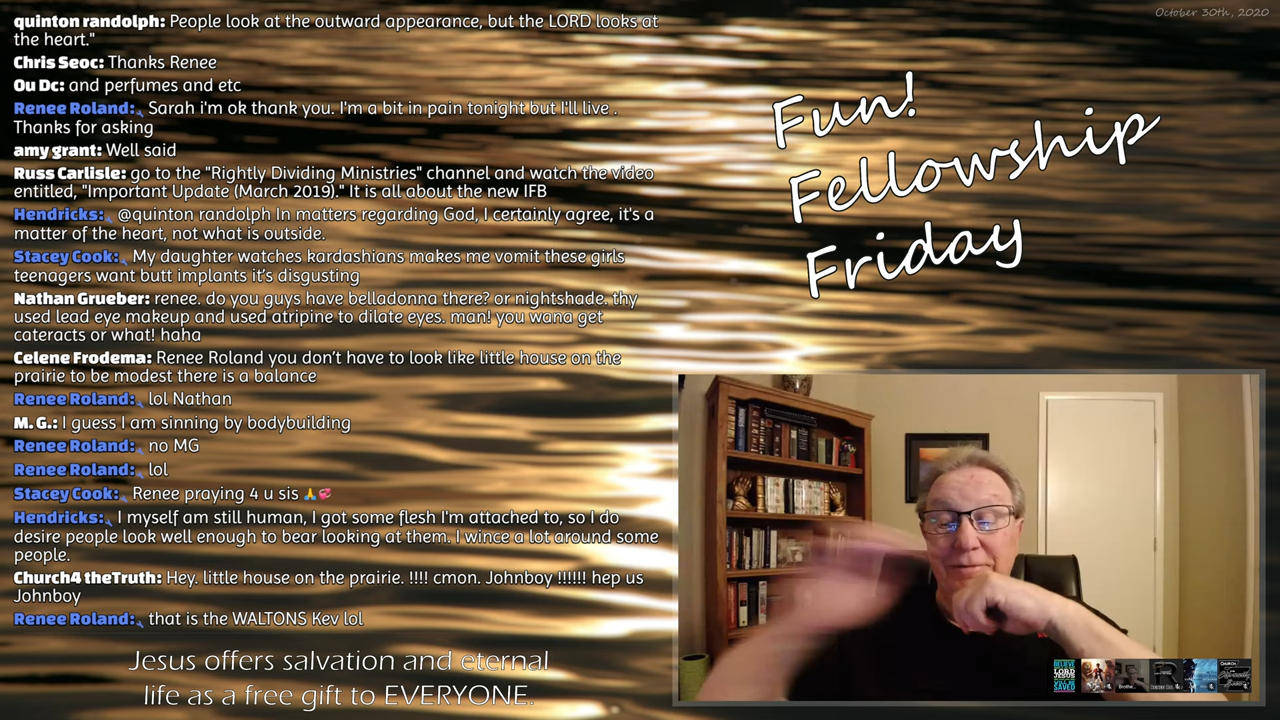 quinton randolph: People look at the outward appearance, but the LORD looks at
the heart."
Chris Seoc: Thanks Renee
Ou Dc: and perfumes and etc
Renee Roland: Sarah i'm ok thank you. I'm a bit in pain tonight but I'll live .
Thanks for asking
amy grant: Well said
Russ Carlisle: go to the "Rightly Dividing Ministries" channel and watch the video
entitled, "Important Update (March 2019)." It is all about the new IFB
Hendricks: @quinton randolph In matters regarding God, I certainly agree, it's a
matter of the heart, not what is outside.
Stacey Cook: My daughter watches kardashians makes me vomit these girls
teenagers want butt implants it's disgusting
Nathan Grueber: renee. do you guys have belladonna there? or nightshade. thy
used lead eye makeup and used atripine to dilate eyes. man! you wana get
cateracts or what! haha
Celene Frodema: Renee Roland you don't have to look like little house on the
prairie to be modest there is a balance
Renee Roland: lol Nathan
M. G.: I guess I am sinning by bodybuilding
Renee Roland: no MG
Renee Roland: lol
Stacey Cook: Renee praying 4 u sis 🙏💞
Hendricks: I myself am still human, I got some flesh I'm attached to, so I do
desire people look well enough to bear looking at them. I wince a lot around some
people.
Church4 theTruth: Hey. little house on the prairie. !!!! cmon. Johnboy !!!!!! hep us
Johnboy
Renee Roland: that is the WALTONS Kev lol
Jesus offers salvation and eternal
life as a free gift to EVERYONE.
October 30th, 2020
Fun!
Fellowship
Friday
BELIEVE
LORD
JESUS
SAVED
CHURCH